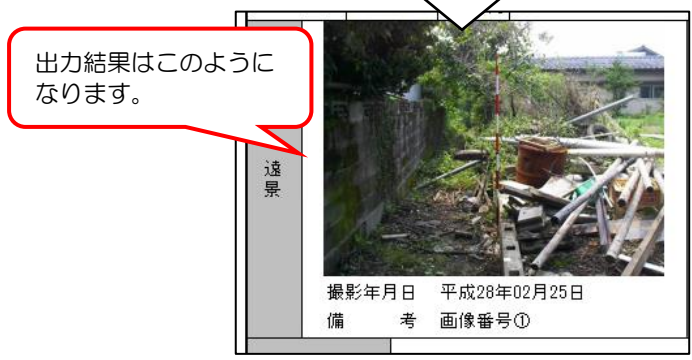 出力結果はこのように
なります。
遠景
撮影年月日 平成28年02月25日
備 考 画像番号①